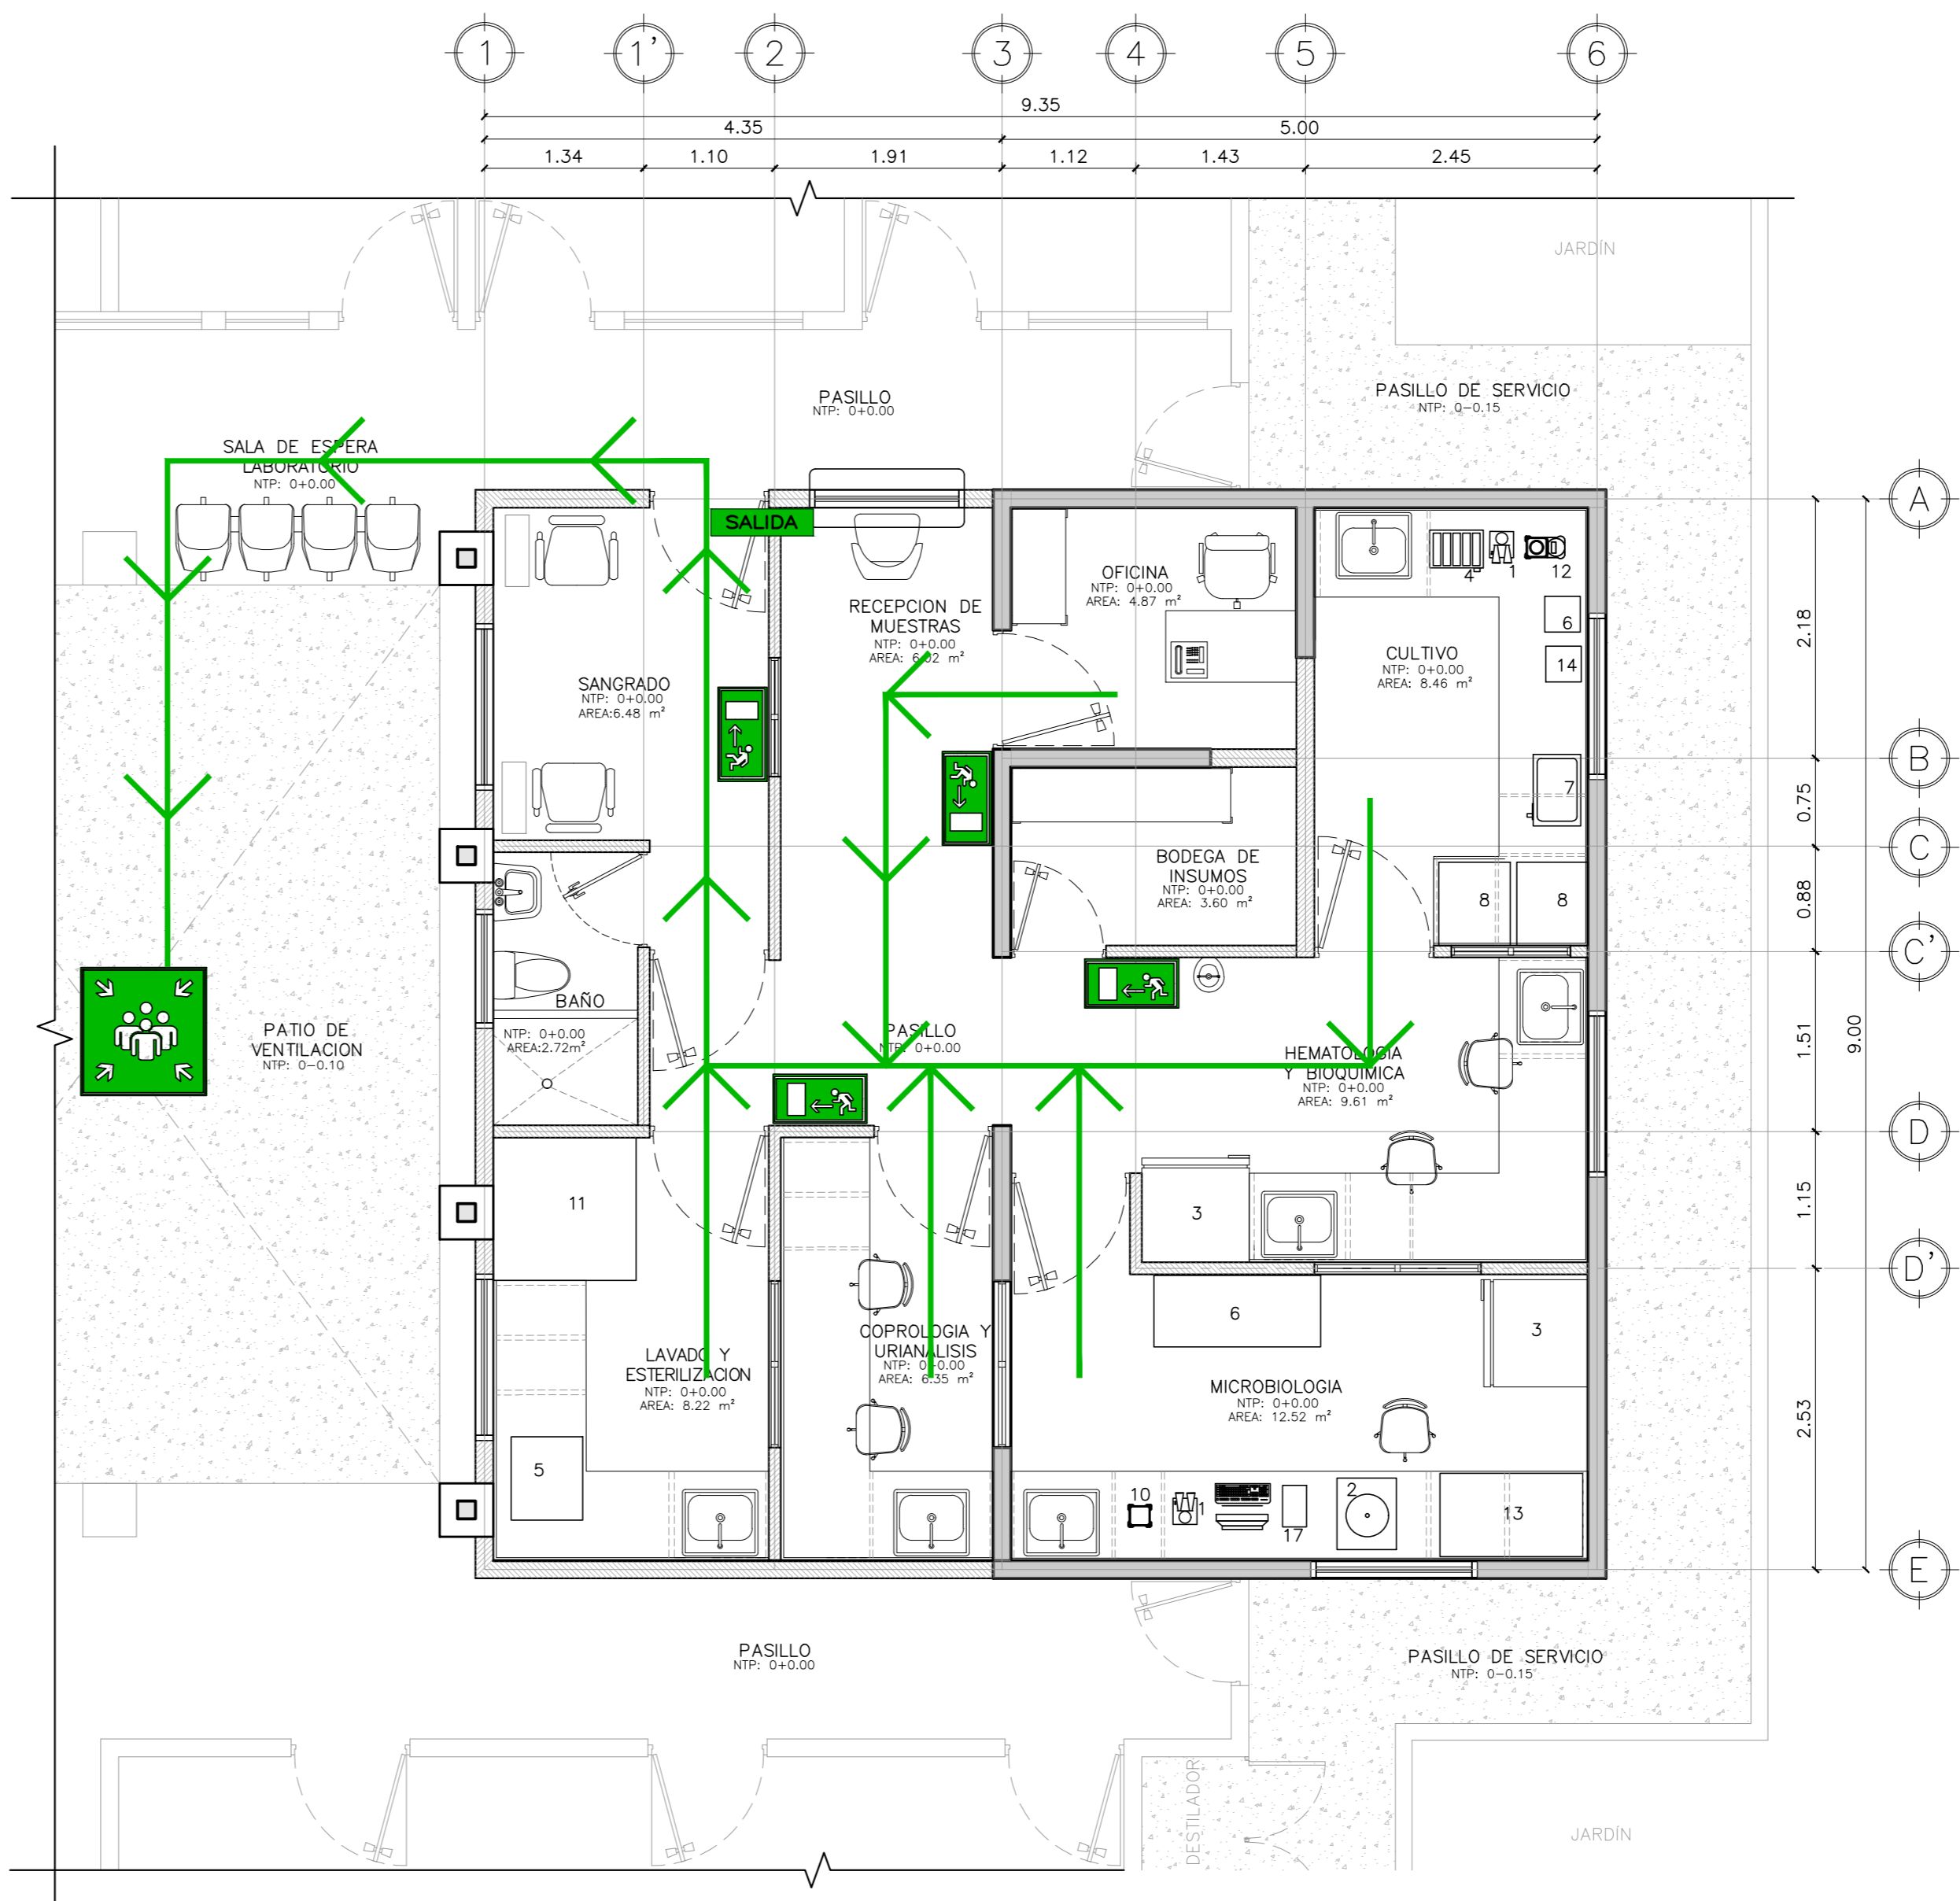 1
1'
2
3
4
5
6
9.35
4.35
5.00
1.34
1.10
1.91
1.12
1.43
2.45
JARDÍN
PASILLO
NTP: 0+0.00
PASILLO DE SERVICIO
NTP: 0-0.15
SALA DE ESPERA
LABORATORIO
NTP: 0+0.00
A
SALIDA
OFICINA
NTP: 0+0.00
AREA: 4.87 m²
4
1
12
RECEPCION DE
MUESTRAS
NTP: 0+0.00
AREA: 6.02 m²
6
2.18
CULTIVO
NTP: 0+0.00
AREA: 8.46 m²
14
SANGRADO
NTP: 0+0.00
AREA:6.48 m²
B
7
0.75
C
BODEGA DE
INSUMOS
NTP: 0+0.00
AREA: 3.60 m²
8
8
0.88
C'
BAÑO
NTP: 0+0.00
AREA:2.72m²
PATIO DE
VENTILACION
NTP: 0-0.10
PASILLO
NTP: 0+0.00
HEMATOLOGIA
Y BIOQUIMICA
NTP: 0+0.00
AREA: 9.61 m²
1.51
9.00
D
11
3
1.15
D'
6
3
LAVADO Y
ESTERILIZACION
NTP: 0+0.00
AREA: 8.22 m²
COPROLOGIA Y
URIANALISIS
NTP: 0+0.00
AREA: 6.35 m²
MICROBIOLOGIA
NTP: 0+0.00
AREA: 12.52 m²
2.53
5
10
1
17
2
13
E
PASILLO
NTP: 0+0.00
PASILLO DE SERVICIO
NTP: 0-0.15
DESTILADOR
JARDÍN